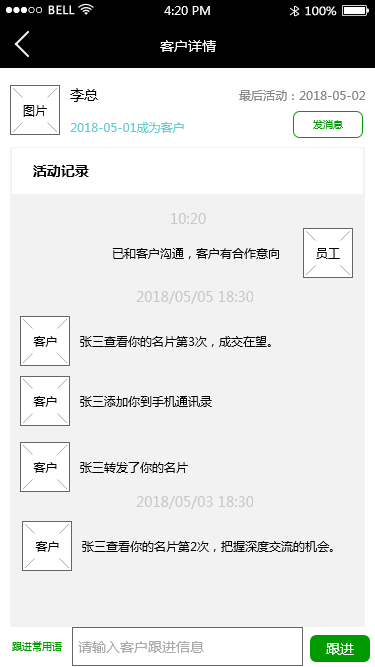 BELL 4:20 PM 100%
客户详情
图片
李总
最后活动：2018-05-02
2018-05-01成为客户
发消息
活动记录
10:20
已和客户沟通，客户有合作意向
员工
2018/05/05 18:30
客户
张三查看你的名片第3次，成交在望。
客户
张三添加你到手机通讯录
客户
张三转发了你的名片
2018/05/03 18:30
客户
张三查看你的名片第2次，把握深度交流的机会。
跟进常用语
请输入客户跟进信息
跟进